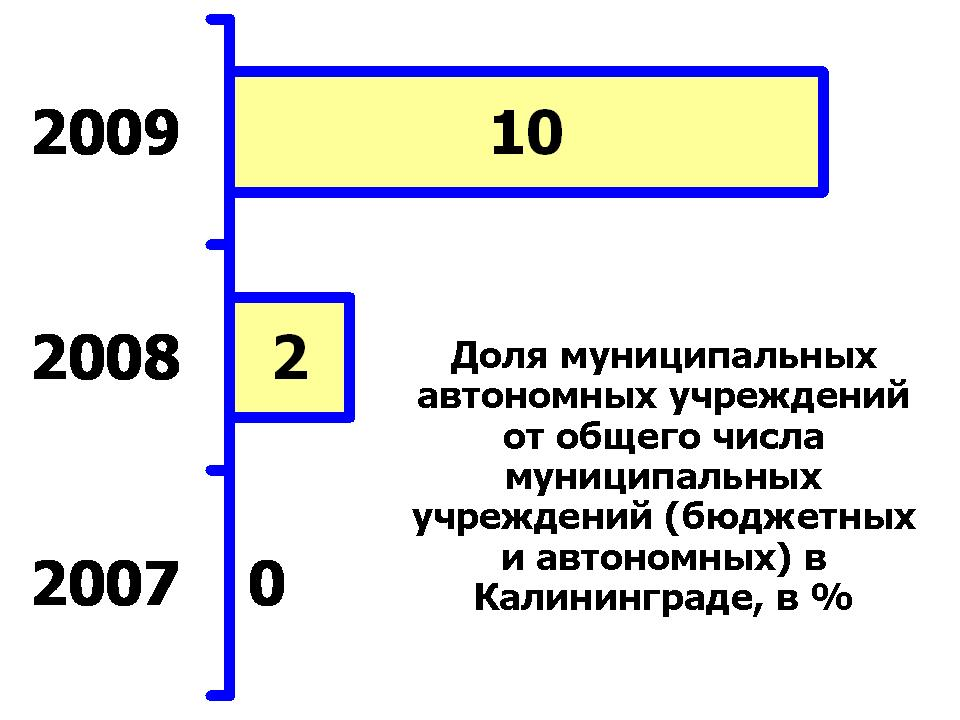 2009
10
2008
2
Доля муниципальных
автономных учреждений
от общего числа
муниципальных
учреждений (бюджетных
и автономных) в
Калининграде, в %
2007
0